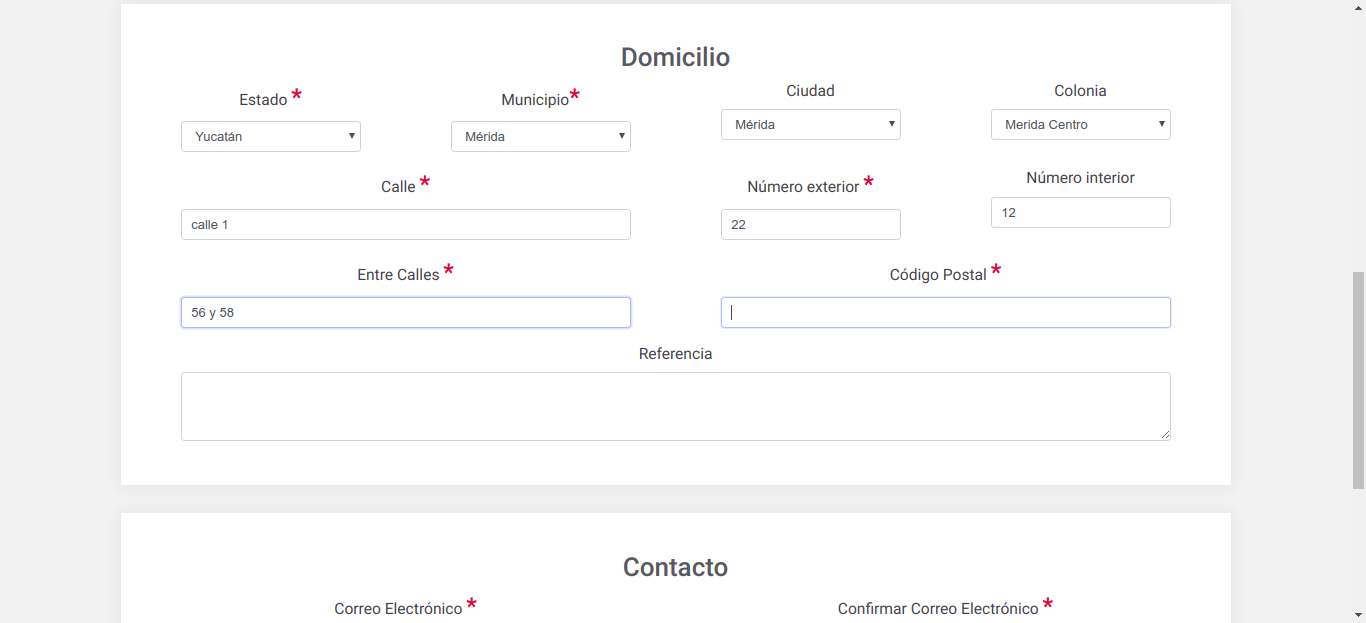 Domicilio
Estado * Municipio* Ciudad Colonia
Yucatán Mérida Mérida Merida Centro
Calle * Número exterior * Número interior
calle 1 22 12
Entre Calles * Código Postal *
56 y 58
Referencia
Contacto
Correo Electrónico * Confirmar Correo Electrónico *